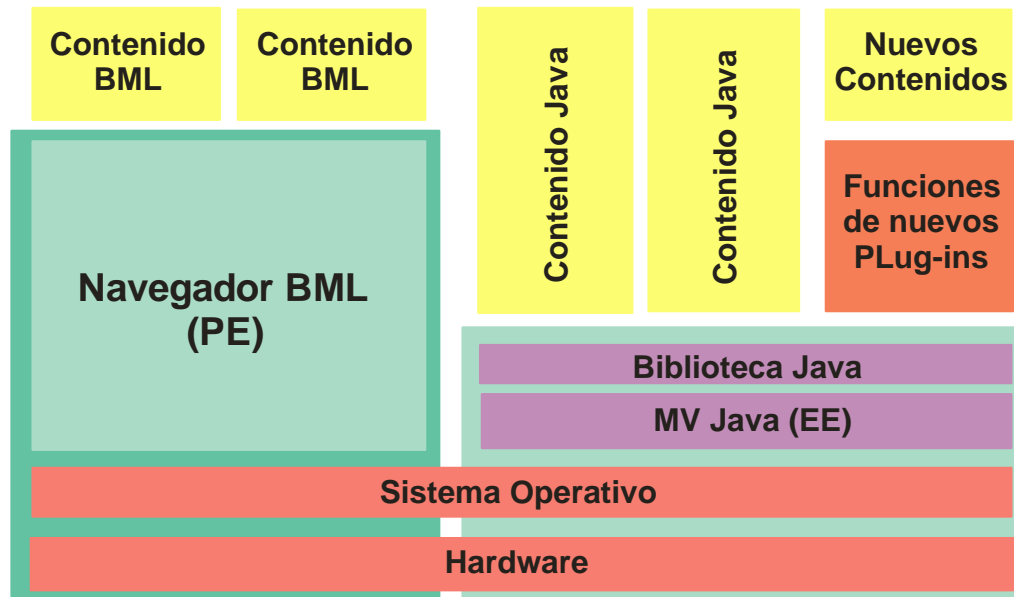 Contenido
BML
Contenido
BML
Contenido Java
Contenido Java
Nuevos
Contenidos
Navegador BML
(PE)
Funciones
de nuevos
PLug-ins
Biblioteca Java
MV Java (EE)
Sistema Operativo
Hardware